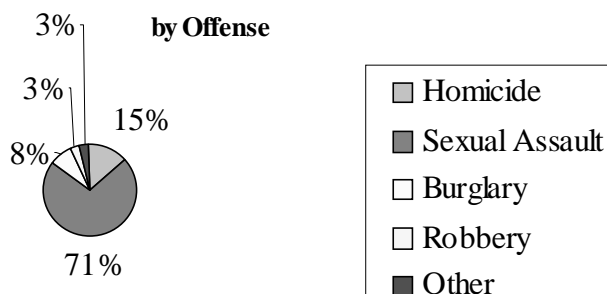 3%
by Offense
3%
15%
8%
71%
Homicide
Sexual Assault
Burglary
Robbery
Other